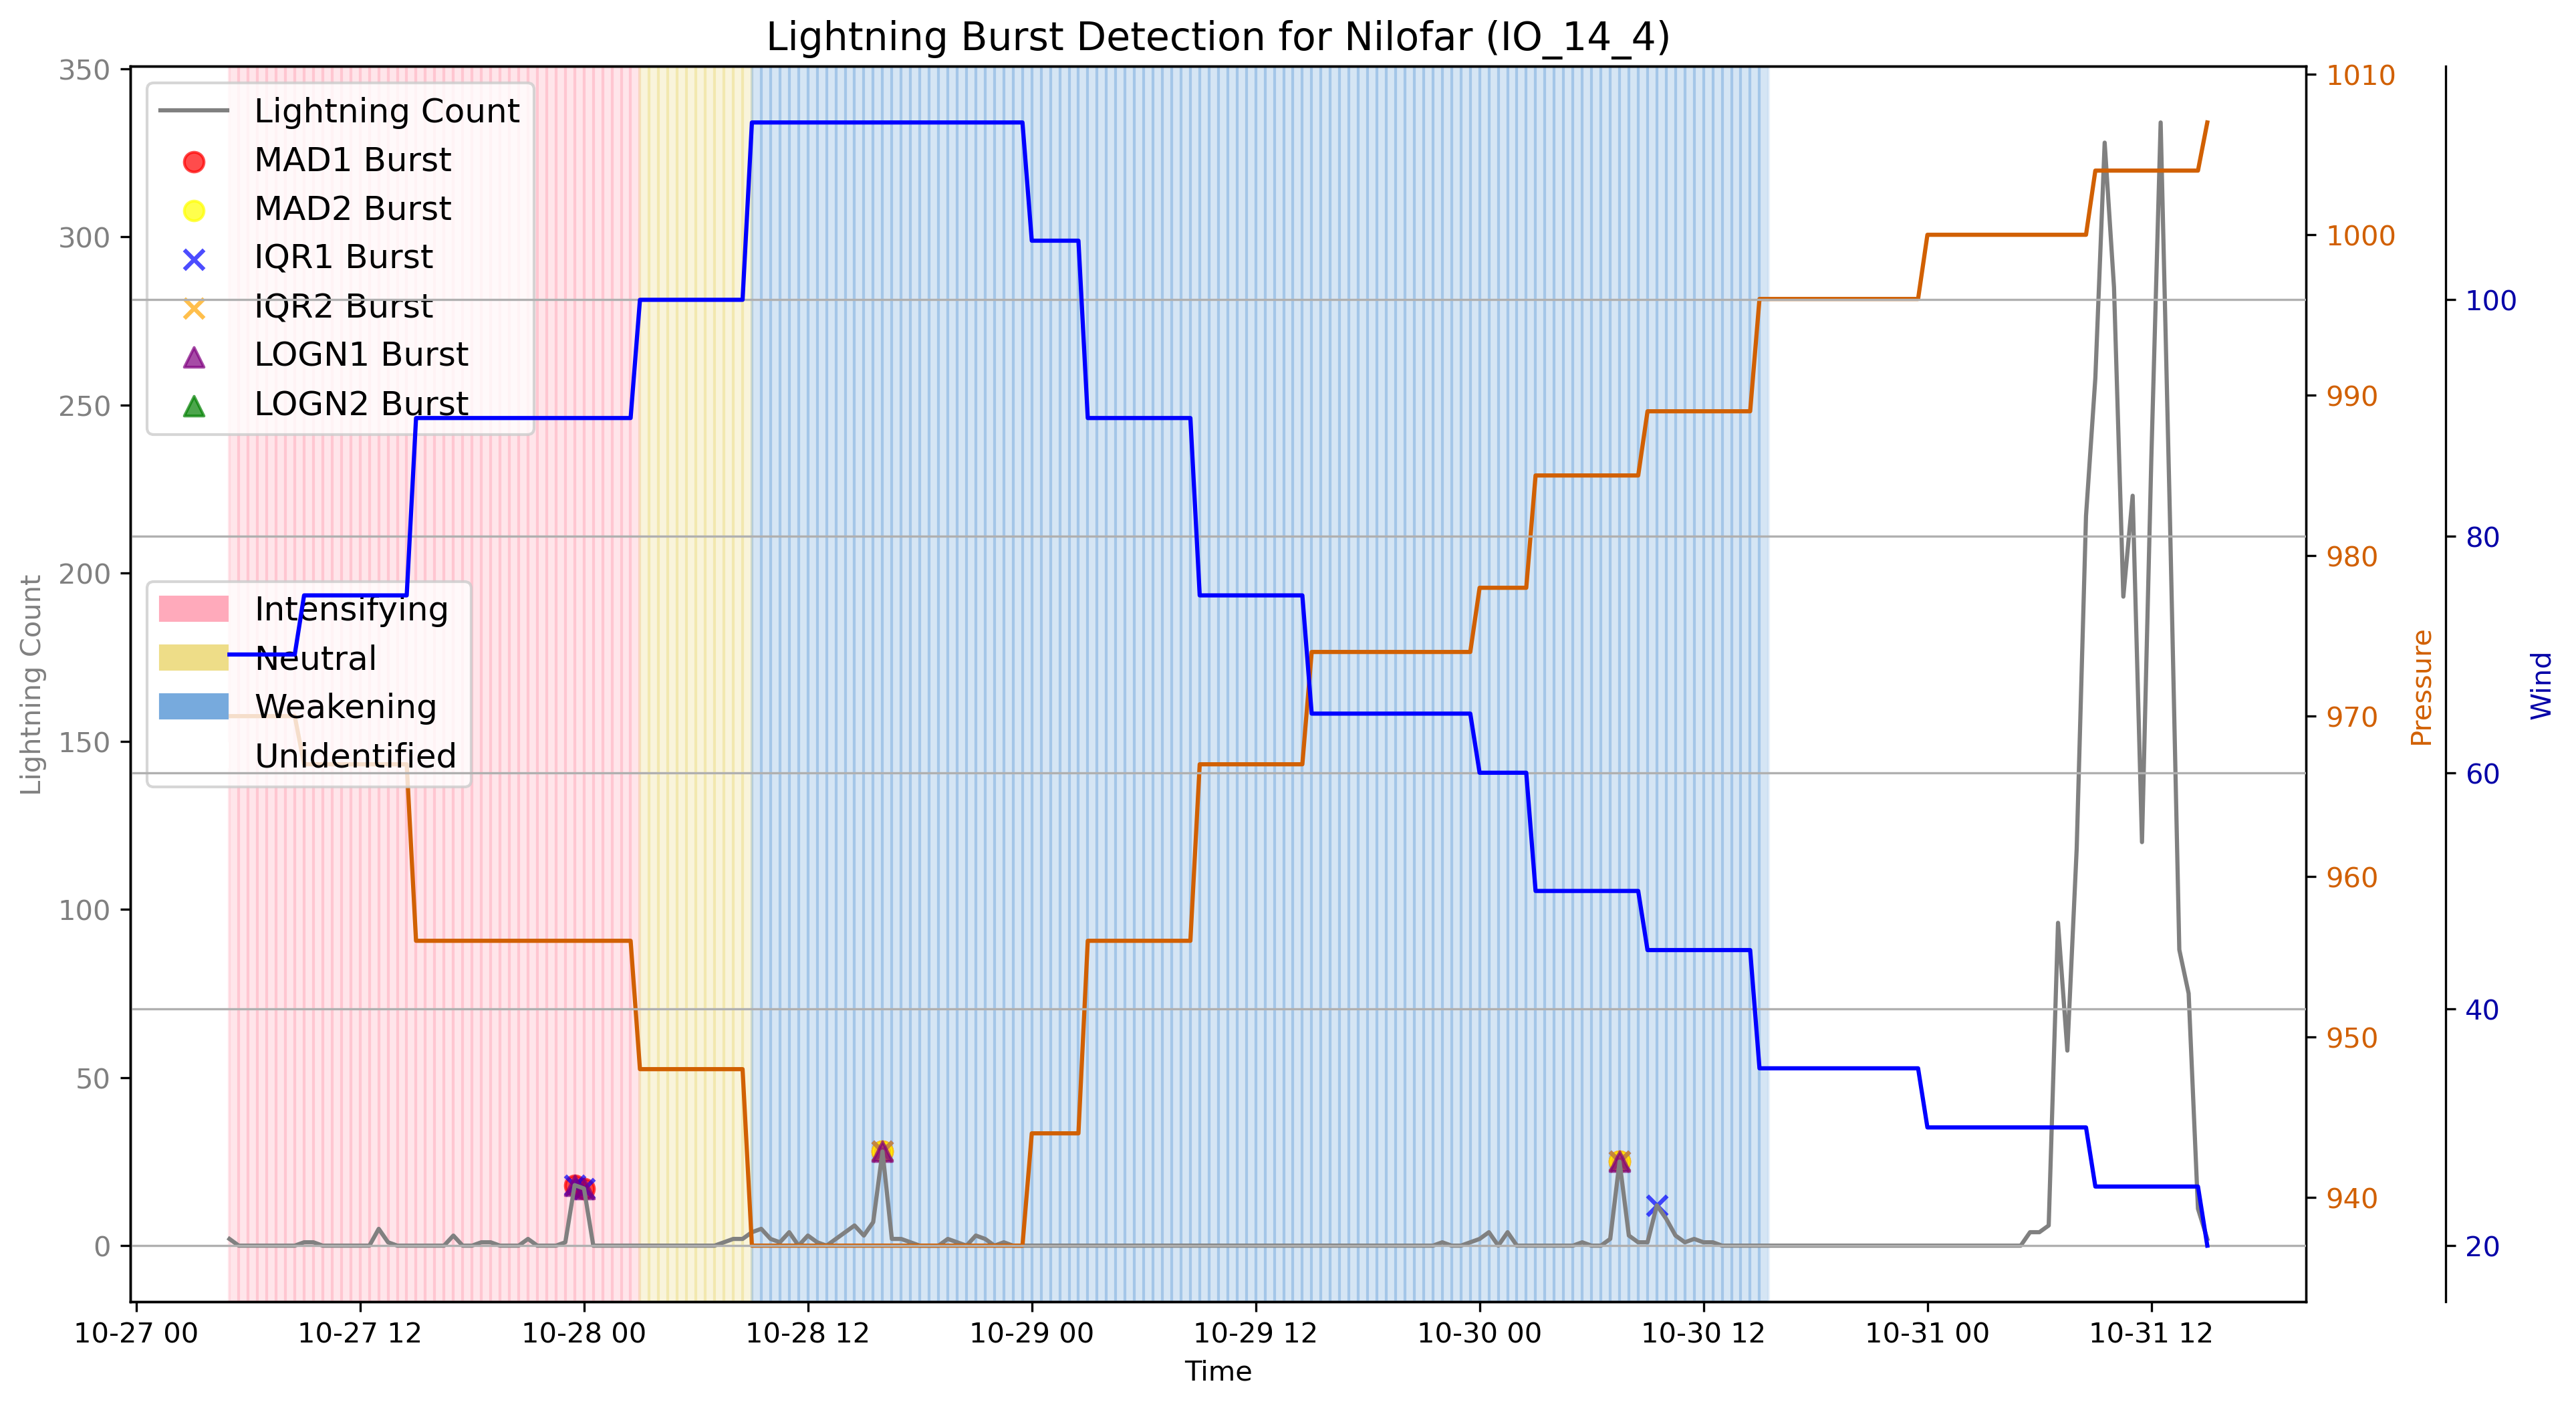 Lightning Burst Detection for Nilofar (IO_14_4)
350
300
250
200
150
100
50
0
Lightning Count
Lightning Count
MAD1 Burst
MAD2 Burst
IQR1 Burst
IQR2 Burst
LOGN1 Burst
LOGN2 Burst
Intensifying
Neutral
Weakening
Unidentified
1010
1000
990
980
970
960
950
940
Pressure
100
80
60
40
20
Wind
10-27 00
10-27 12
10-28 00
10-28 12
10-29 00
10-29 12
10-30 00
10-30 12
10-31 00
10-31 12
Time